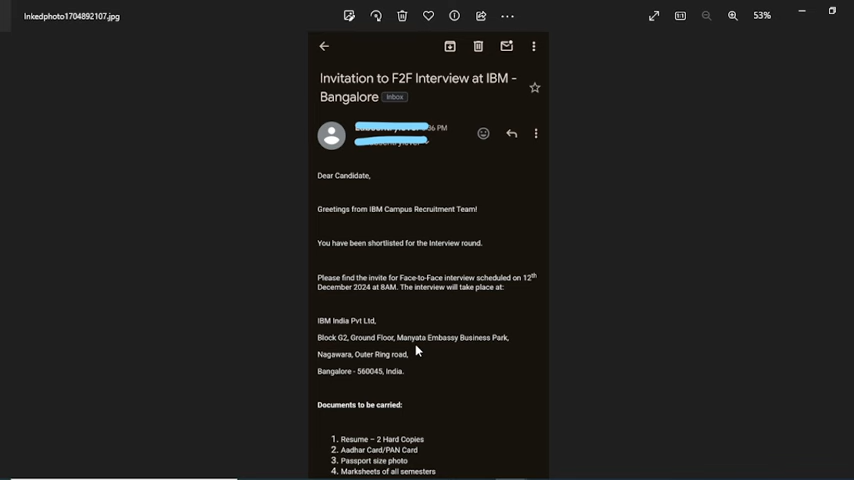 Inkedphoto1704892107.jpg
53%
Invitation to F2F Interview at IBM -
Bangalore Inbox
36 PM
Dear Candidate,
Greetings from IBM Campus Recruitment Team!
You have been shortlisted for the Interview round.
Please find the invite for Face-to-Face interview scheduled on 12th
December 2024 at 8AM. The interview will take place at:
IBM India Pvt Ltd,
Block G2, Ground Floor, Manyata Embassy Business Park,
Nagawara, Outer Ring road,
Bangalore - 560045, India.
Documents to be carried:
1. Resume – 2 Hard Copies
2. Aadhar Card/PAN Card
3. Passport size photo
4. Marksheets of all semesters